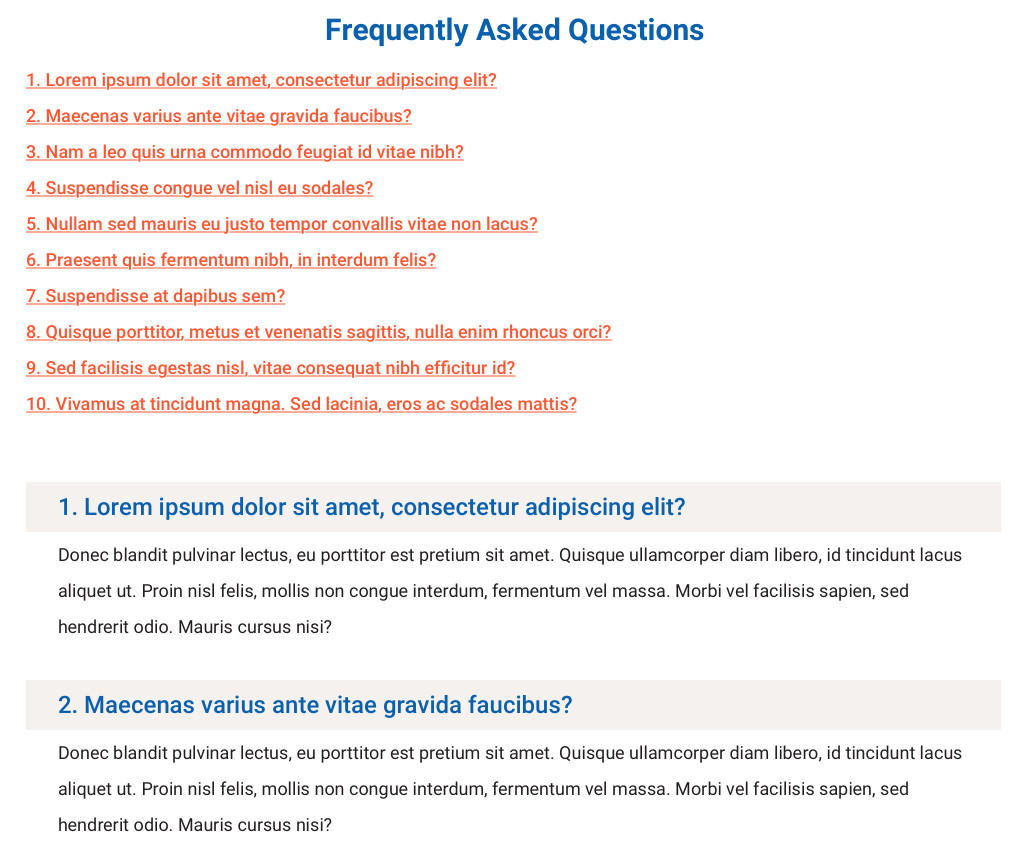 Frequently Asked Questions
1. Lorem ipsum dolor sit amet, consectetur adipiscing elit?
2. Maecenas varius ante vitae gravida faucibus?
3. Nam a leo quis urna commodo feugiat id vitae nibh?
4. Suspendisse congue vel nisl eu sodales?
5. Nullam sed mauris eu justo tempor convallis vitae non lacus?
6. Praesent quis fermentum nibh, in interdum felis?
7. Suspendisse at dapibus sem?
8. Quisque porttitor, metus et venenatis sagittis, nulla enim rhoncus orci?
9. Sed facilisis egestas nisl, vitae consequat nibh efficitur id?
10. Vivamus at tincidunt magna. Sed lacinia, eros ac sodales mattis?
1. Lorem ipsum dolor sit amet, consectetur adipiscing elit?
Donec blandit pulvinar lectus, eu porttitor est pretium sit amet. Quisque ullamcorper diam libero, id tincidunt lacus
aliquet ut. Proin nisl felis, mollis non congue interdum, fermentum vel massa. Morbi vel facilisis sapien, sed
hendrerit odio. Mauris cursus nisi?
2. Maecenas varius ante vitae gravida faucibus?
Donec blandit pulvinar lectus, eu porttitor est pretium sit amet. Quisque ullamcorper diam libero, id tincidunt lacus
aliquet ut. Proin nisl felis, mollis non congue interdum, fermentum vel massa. Morbi vel facilisis sapien, sed
hendrerit odio. Mauris cursus nisi?